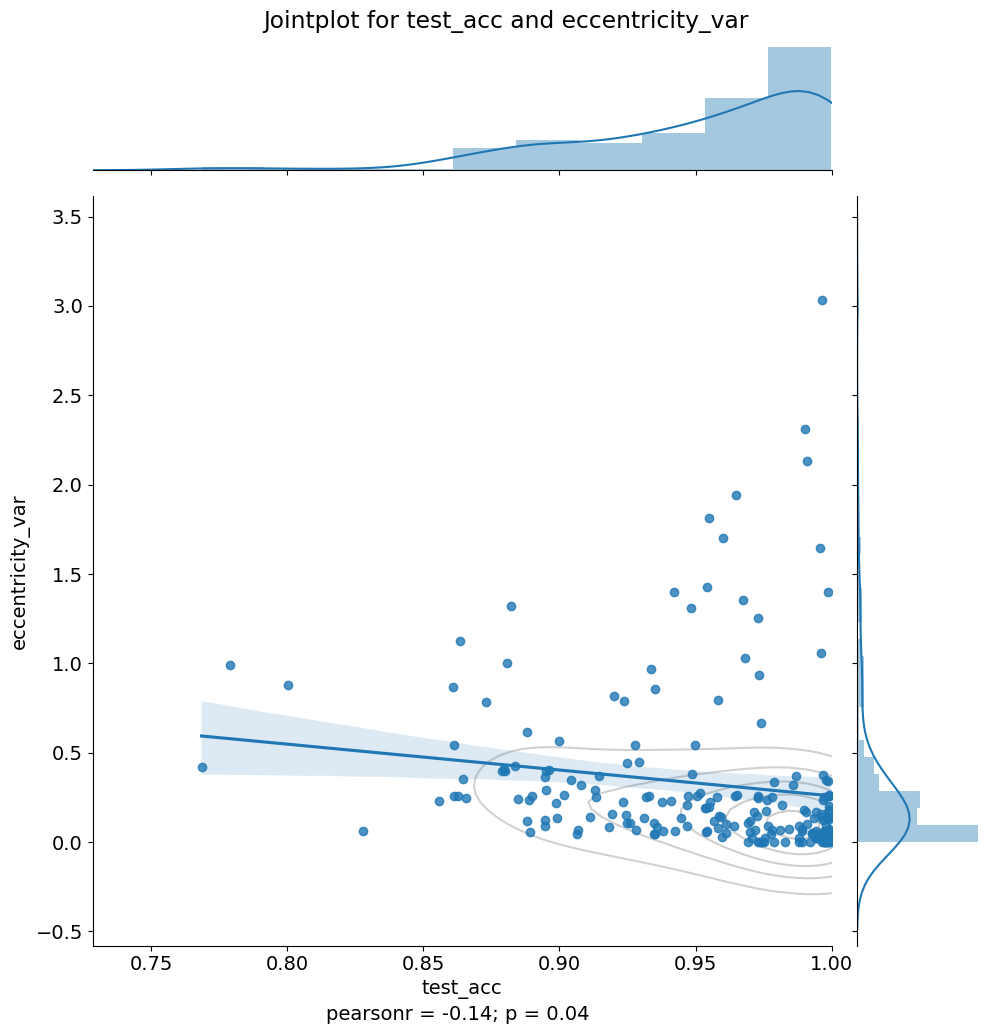 Jointplot for test_acc and eccentricity_var
3.5
3.0
2.5
2.0
1.5
1.0
0.5
0.0
−0.5
eccentricity_var
0.75 0.80 0.85 0.90 0.95 1.00
test_acc
pearsonr = -0.14; p = 0.04